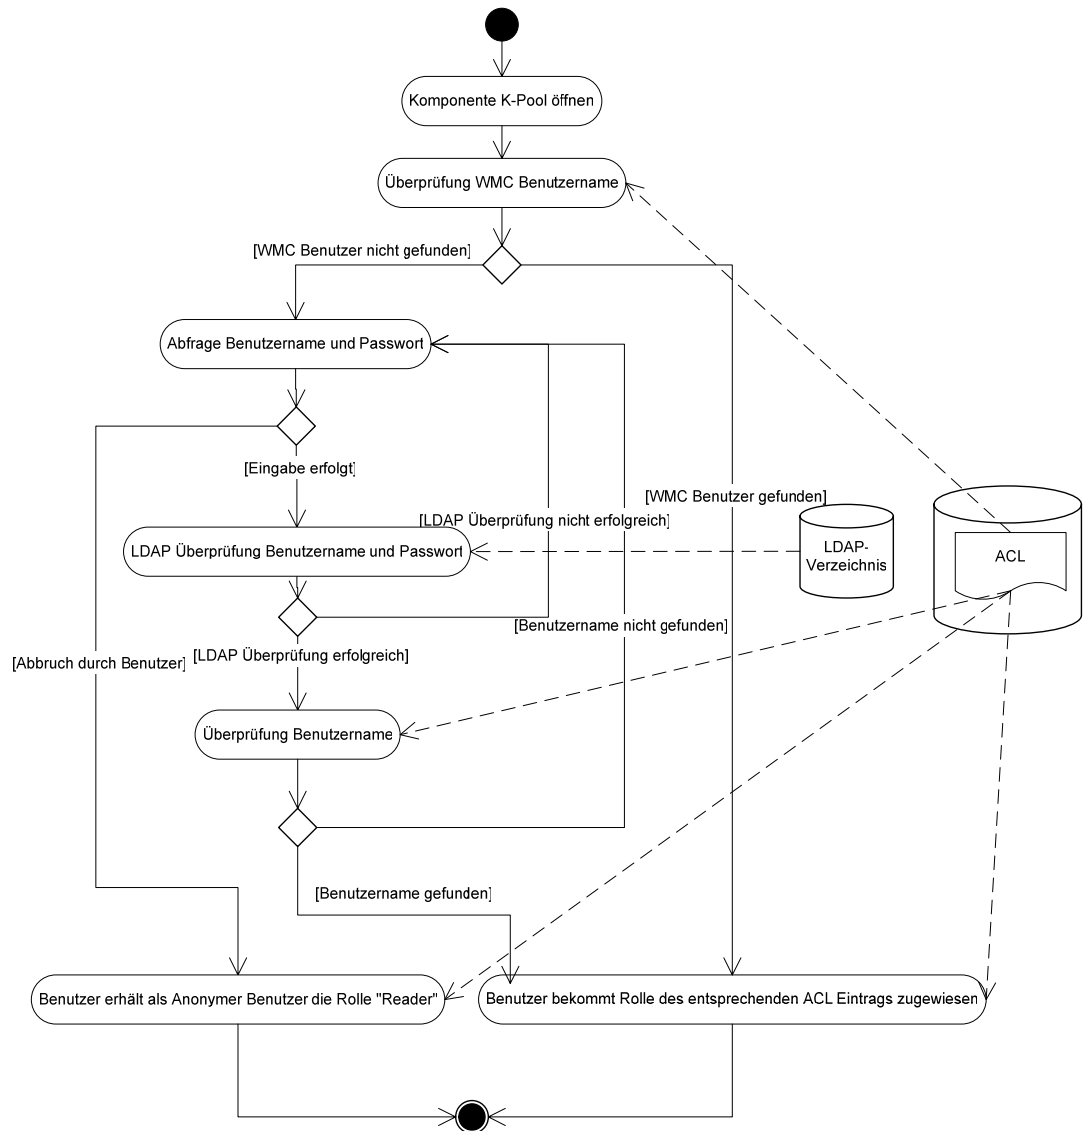 Komponente K-Pool öffnen
Überprüfung WMC Benutzername
[WMC Benutzer nicht gefunden]
Abfrage Benutzername und Passwort
[Eingabe erfolgt]
[WMC Benutzer gefunden]
[LDAP Überprüfung nicht erfolgreich]
LDAP Überprüfung Benutzername und Passwort
LDAP-
Verzeichnis
ACL
[Benutzername nicht gefunden]
[Abbruch durch Benutzer]
[LDAP Überprüfung erfolgreich]
Überprüfung Benutzername
[Benutzername gefunden]
Benutzer erhält als Anonymer Benutzer die Rolle "Reader"
Benutzer bekommt Rolle des entsprechenden ACL Eintrags zugewiesen